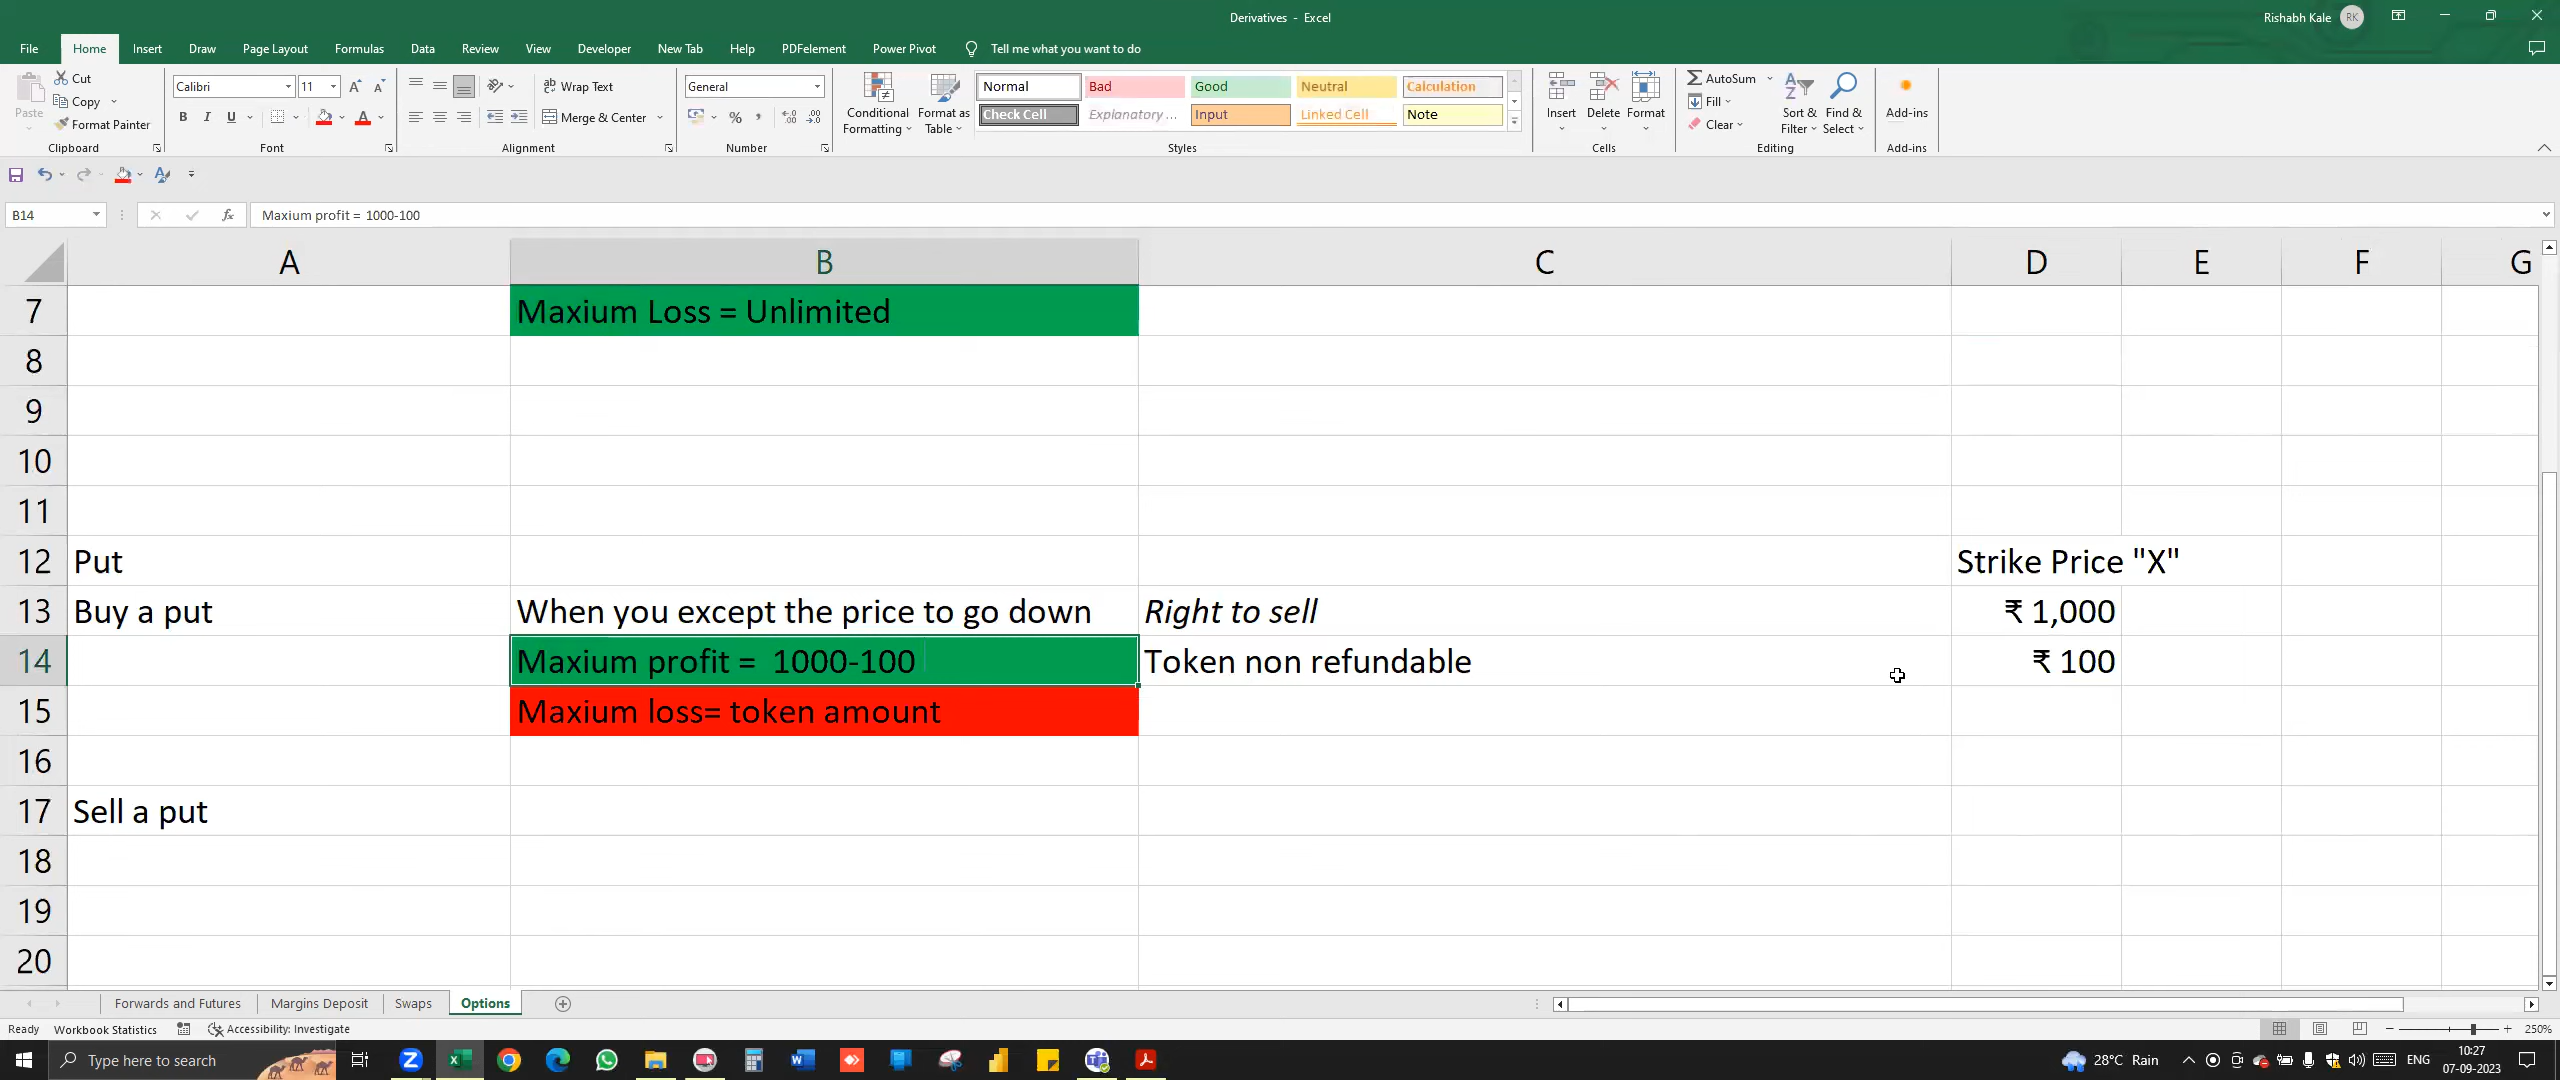 Derivatives - Excel
Rishabh Kale RK
File Home Insert Draw Page Layout Formulas Data Review View Developer New Tab Help PDFelement Power Pivot Tell me what you want to do
Paste
Cut
Copy
Format Painter
Clipboard
Calibri 11
B I U
Font
Wrap Text
Merge & Center
Alignment
General
%
Number
Conditional Formatting
Format as Table
Normal Bad Good Neutral Calculation
Check Cell Explanatory ... Input Linked Cell Note
Styles
Insert Delete Format
Cells
AutoSum
Fill
Clear
Sort & Filter
Find & Select
Editing
Add-ins
Add-ins
B14
fx
Maxium profit = 1000-100
A B C D E F G
7 Maxium Loss = Unlimited
8
9
10
11
12 Put Strike Price "X"
13 Buy a put When you except the price to go down Right to sell ₹ 1,000
14 Maxium profit = 1000-100 Token non refundable ₹ 100
15 Maxium loss= token amount
16
17 Sell a put
18
19
20
Forwards and Futures Margins Deposit Swaps Options
Ready Workbook Statistics Accessibility: Investigate 250%
Type here to search
28°C Rain
ENG
10:27
07-09-2023